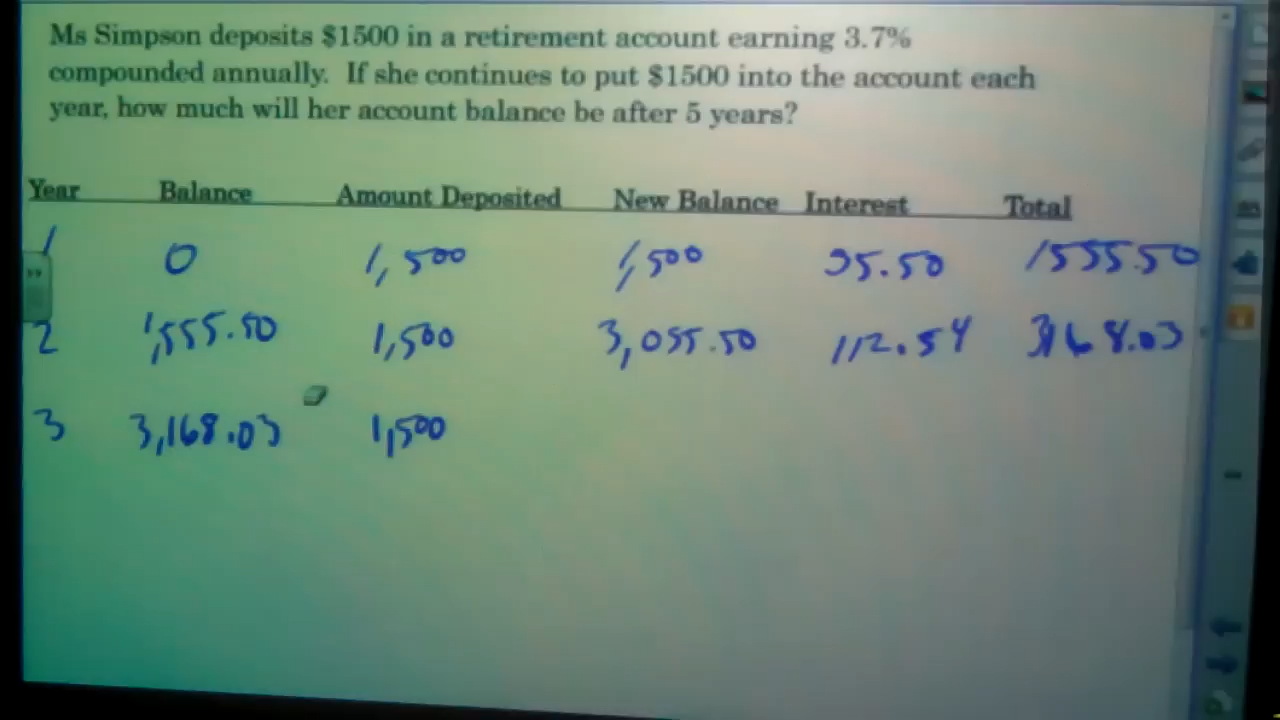 Ms Simpson deposits $1500 in a retirement account earning 3.7%
compounded annually. If she continues to put $1500 into the account each
year, how much will her account balance be after 5 years?
Year Balance Amount Deposited New Balance Interest Total
1 0 1,500 1,500 55.50 1555.50
2 1,555.50 1,500 3,055.50 112.54 3168.03
3 3,168.03 1,500